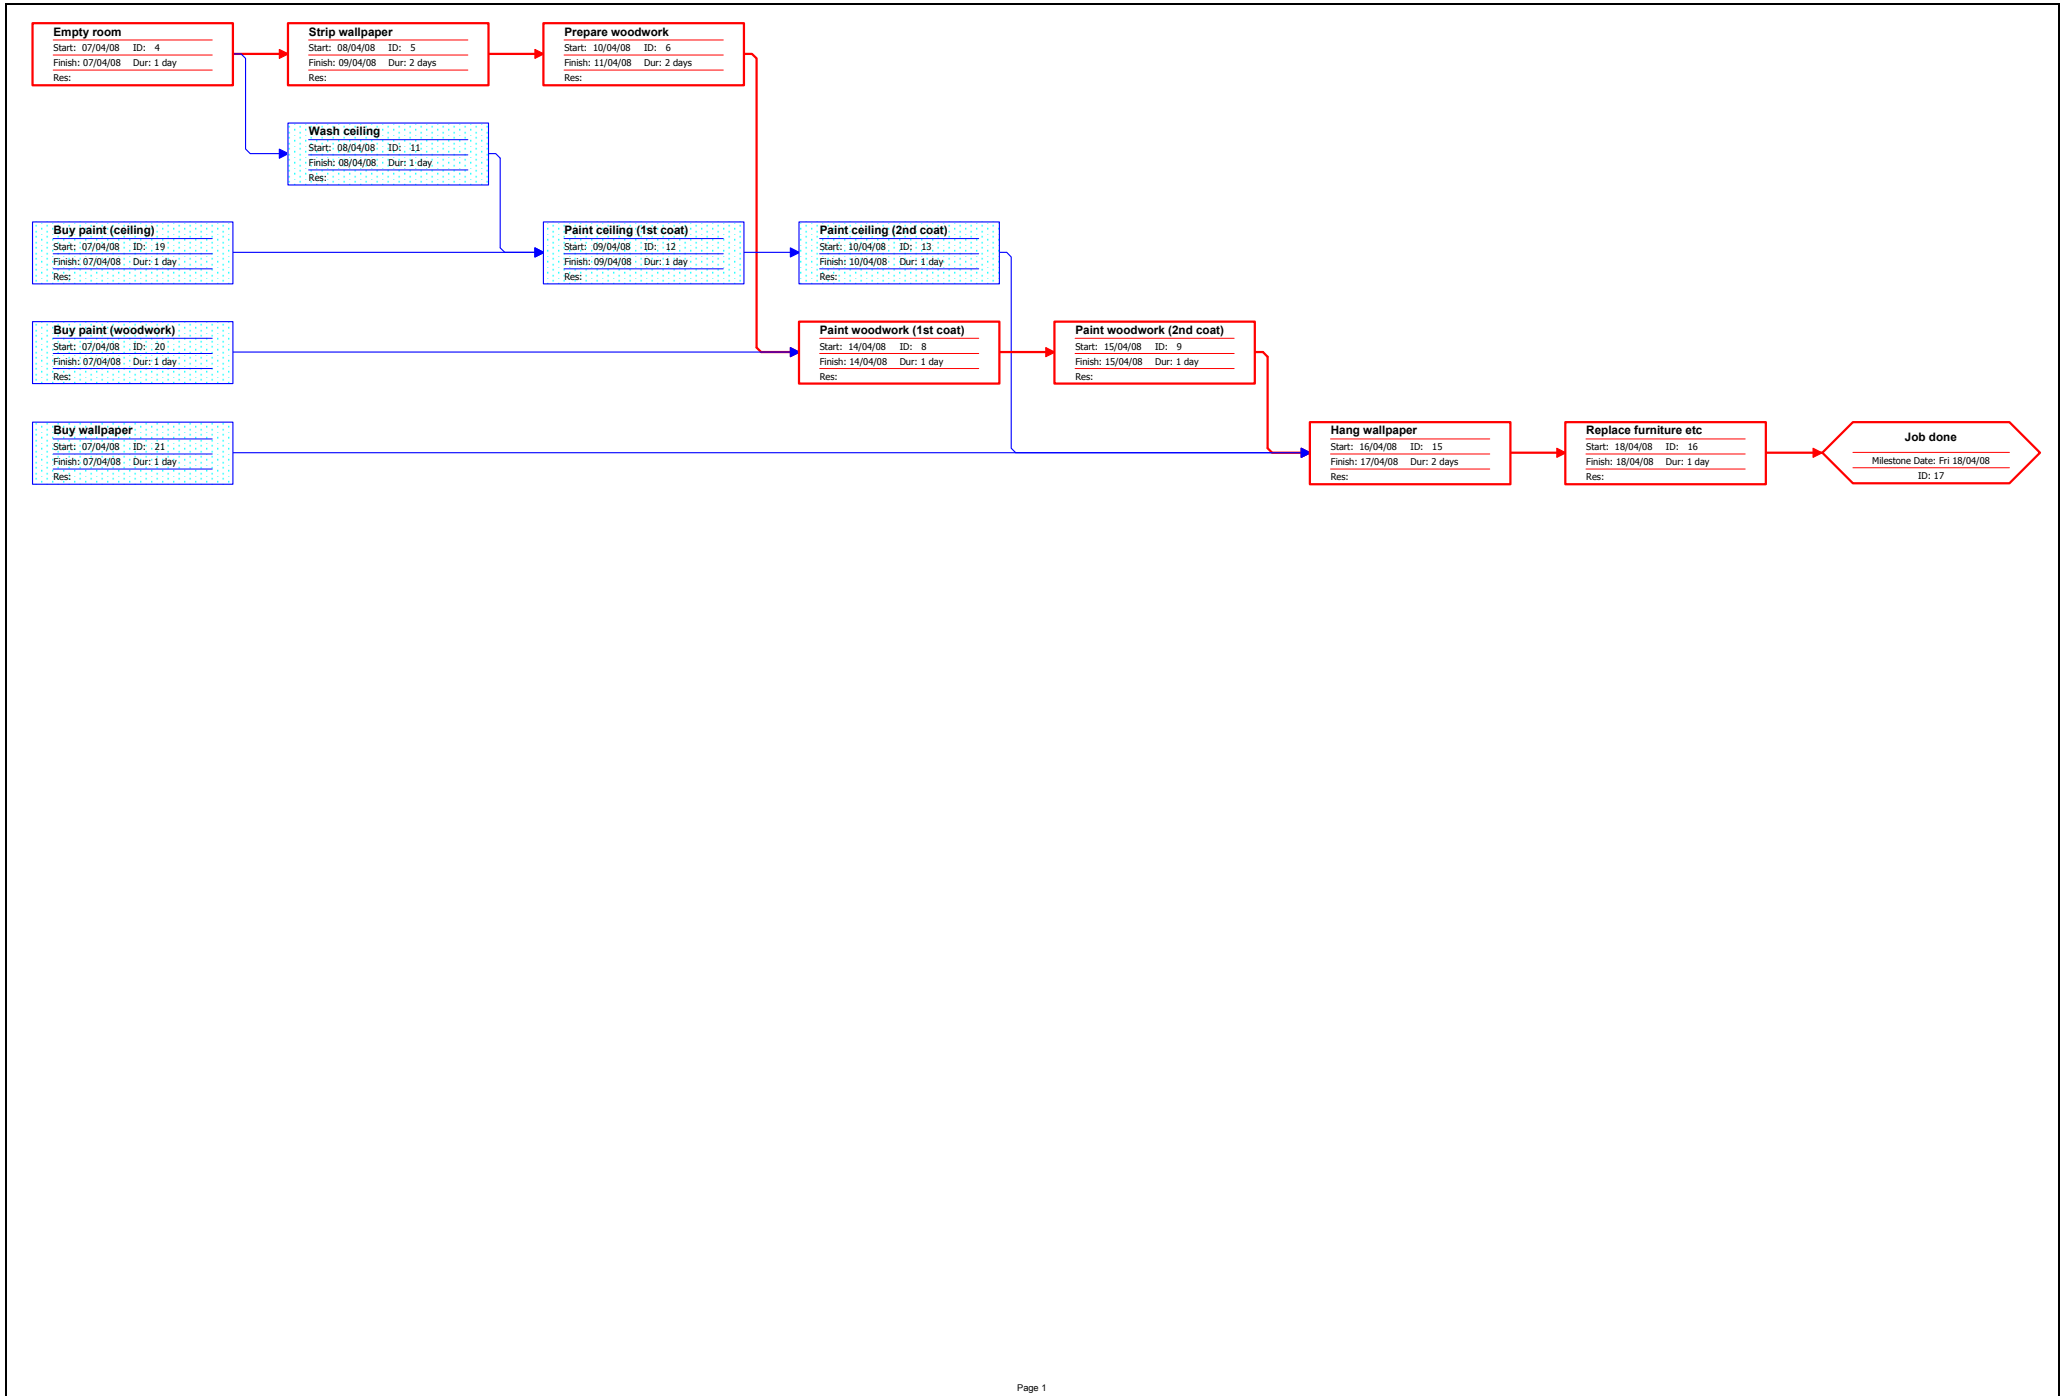 Empty room
Start: 07/04/08 ID: 4
Finish: 07/04/08 Dur: 1 day
Res:
Strip wallpaper
Start: 08/04/08 ID: 5
Finish: 09/04/08 Dur: 2 days
Res:
Prepare woodwork
Start: 10/04/08 ID: 6
Finish: 11/04/08 Dur: 2 days
Res:
Wash ceiling
Start: 08/04/08 ID: 11
Finish: 08/04/08 Dur: 1 day
Res:
Buy paint (ceiling)
Start: 07/04/08 ID: 19
Finish: 07/04/08 Dur: 1 day
Res:
Paint ceiling (1st coat)
Start: 09/04/08 ID: 12
Finish: 09/04/08 Dur: 1 day
Res:
Paint ceiling (2nd coat)
Start: 10/04/08 ID: 13
Finish: 10/04/08 Dur: 1 day
Res:
Buy paint (woodwork)
Start: 07/04/08 ID: 20
Finish: 07/04/08 Dur: 1 day
Res:
Paint woodwork (1st coat)
Start: 14/04/08 ID: 8
Finish: 14/04/08 Dur: 1 day
Res:
Paint woodwork (2nd coat)
Start: 15/04/08 ID: 9
Finish: 15/04/08 Dur: 1 day
Res:
Buy wallpaper
Start: 07/04/08 ID: 21
Finish: 07/04/08 Dur: 1 day
Res:
Hang wallpaper
Start: 16/04/08 ID: 15
Finish: 17/04/08 Dur: 2 days
Res:
Replace furniture etc
Start: 18/04/08 ID: 16
Finish: 18/04/08 Dur: 1 day
Res:
Job done
Milestone Date: Fri 18/04/08
ID: 17
Page 1